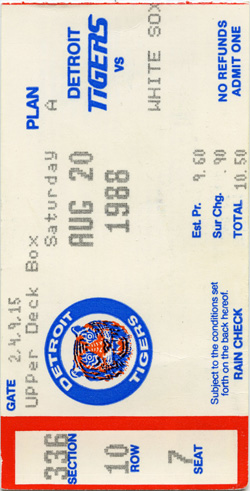 GATE 2,4,9,15
Upper Deck Box
PLAN A
Saturday
DETROIT
TIGERS
VS
AUG 20
1988
WHITE SOX
NO REFUNDS
ADMIT ONE
Est. Pr. 9.60
Sur Chg. .90
TOTAL 10.50
DETROIT TIGERS
Subject to the conditions set
forth on the back hereof.
RAIN CHECK
336 SECTION
10 ROW
7 SEAT